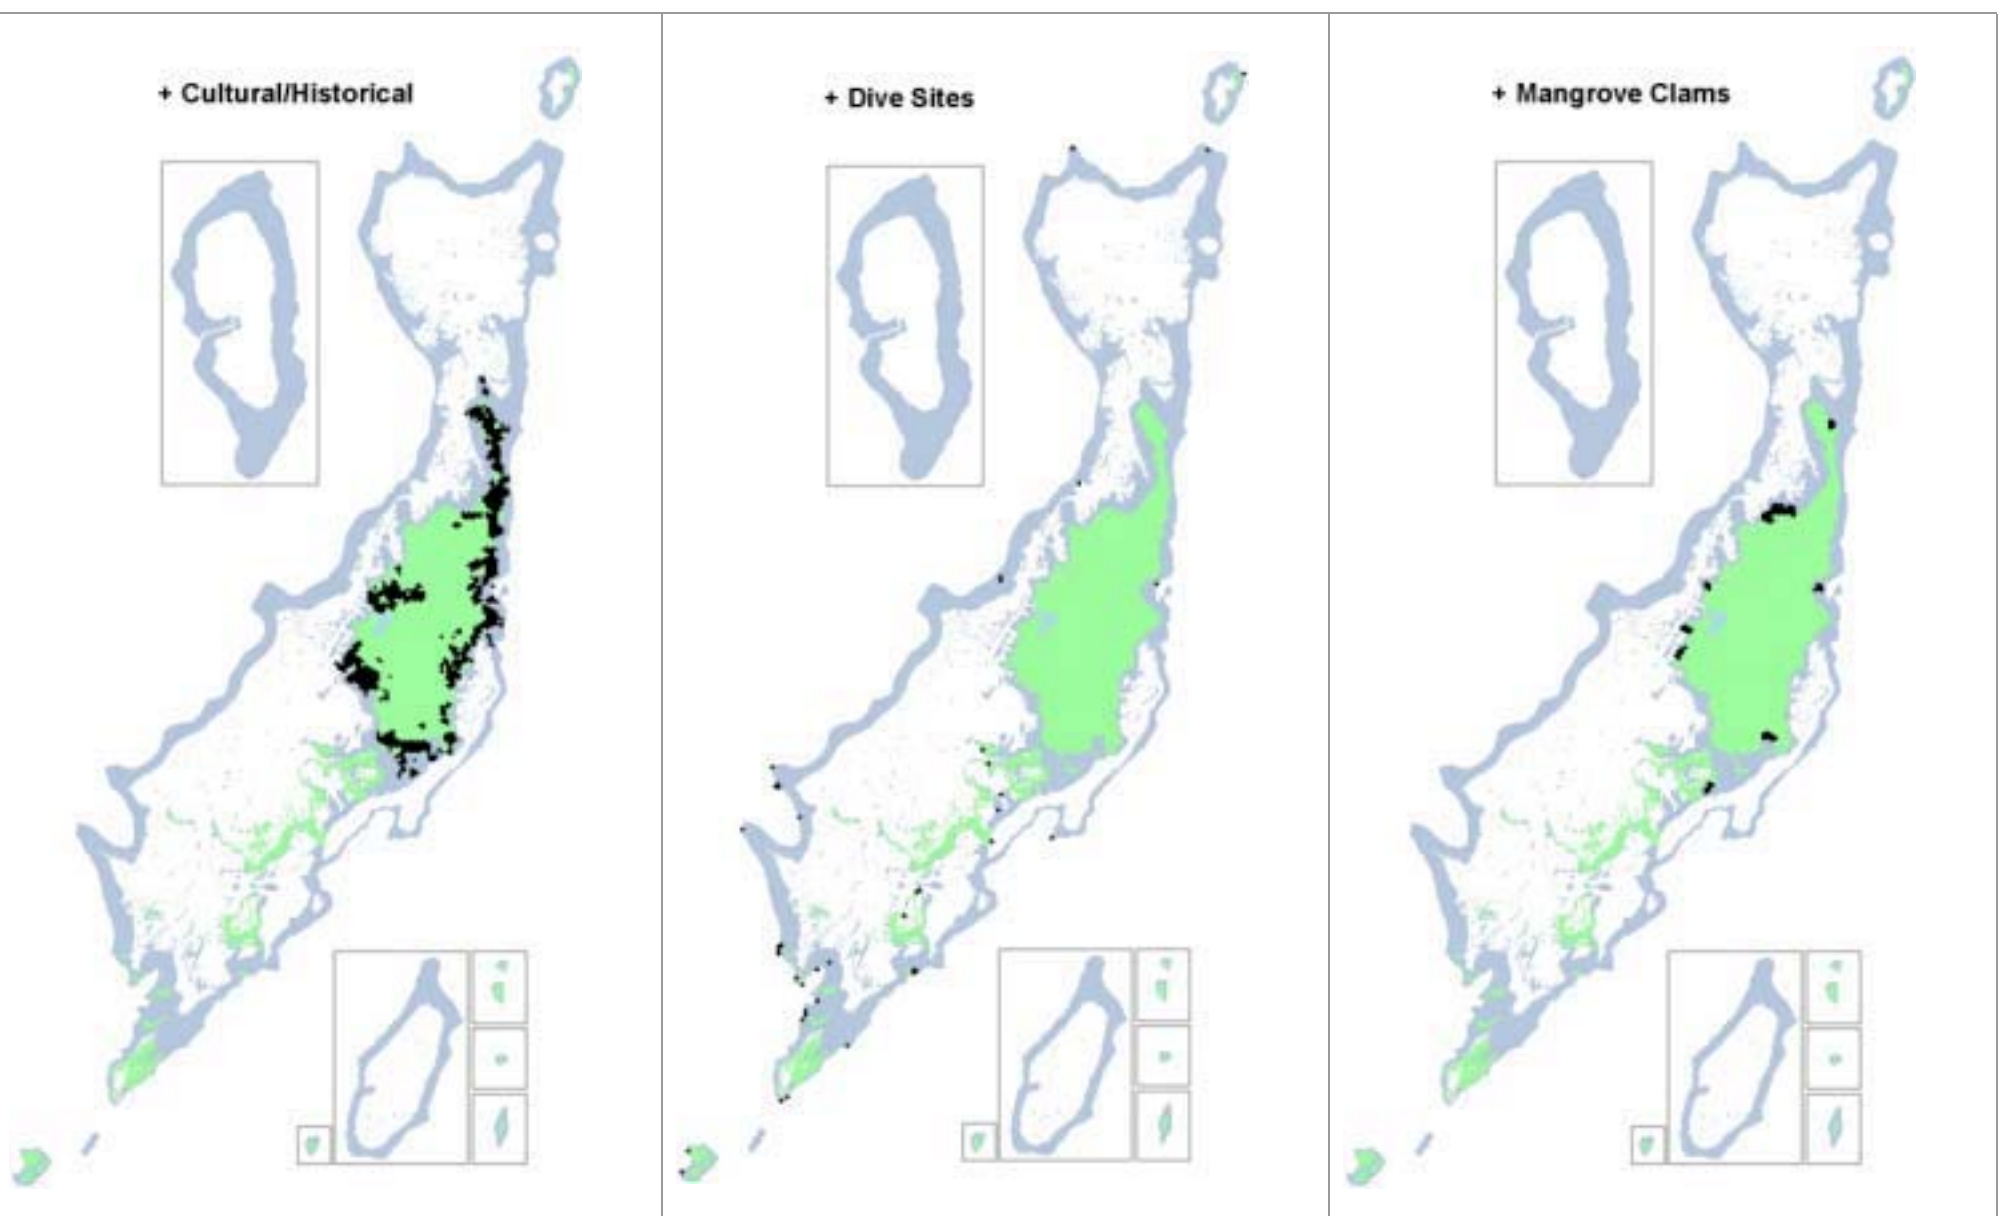 + Cultural/Historical
+ Dive Sites
+ Mangrove Clams